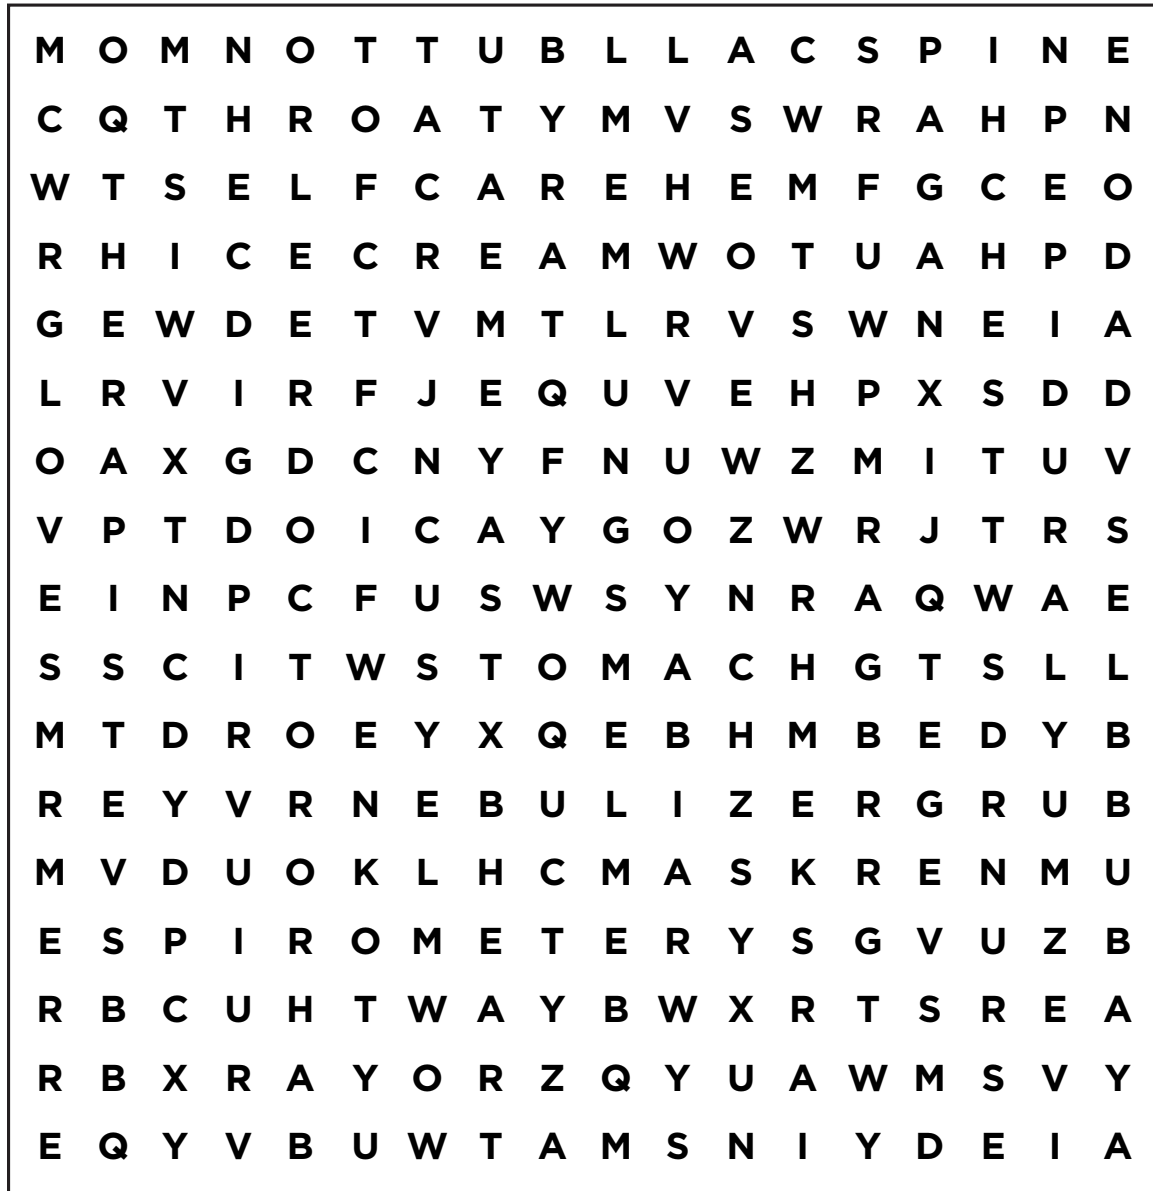 M O M N O T T U B L L A C S P I N E
C Q T H R O A T Y M V S W R A H P N
W T S E L F C A R E H E M F G C E O
R H I C E C R E A M W O T U A H P D
G E W D E T V M T L R V S W N E I A
L R V I R F J E Q U V E H P X S D D
O A X G D C N Y F N U W Z M I T U V
V P T D O I C A Y G O Z W R J T R S
E I N P C F U S W S Y N R A Q W A E
S S C I T W S T O M A C H G T S L L
M T D R O E Y X Q E B H M B E D Y B
R E Y V R N E B U L I Z E R G R U B
M V D U O K L H C M A S K R E N M U
E S P I R O M E T E R Y S G V U Z B
R B C U H T W A Y B W X R T S R E A
R B X R A Y O R Z Q Y U A W M S V Y
E Q Y V B U W T A M S N I Y D E I A